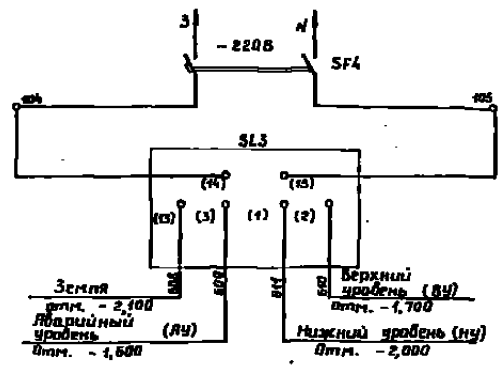 3 N
~220В
SF4
104 105
SL3
(14) (15)
(13) (3) (1) (2)
608 609 611 610
Земля
отм. - 2,100
Аварийный
уровень (АУ)
Отм. - 1,600
Верхний
уровень (ВУ)
отм. - 1,700
Нижний уровень (НУ)
Отм. - 2,000